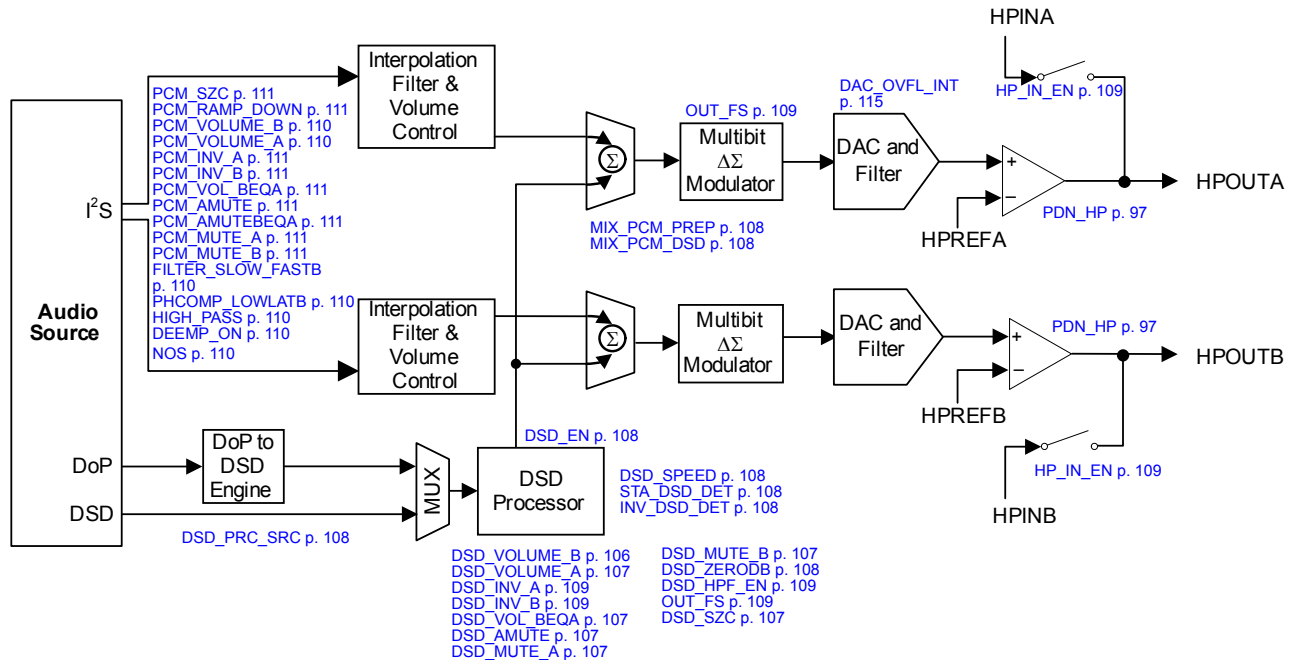 HPINA
HP_IN_EN p. 109
Interpolation
Filter &
Volume
Control
PCM_SZC p. 111
PCM_RAMP_DOWN p. 111
PCM_VOLUME_B p. 110
PCM_VOLUME_A p. 110
PCM_INV_A p. 111
PCM_INV_B p. 111
PCM_VOL_BEQA p. 111
PCM_AMUTE p. 111
PCM_AMUTEBEQA p. 111
PCM_MUTE_A p. 111
PCM_MUTE_B p. 111
FILTER_SLOW_FASTB
p. 110
PHCOMP_LOWLATB p. 110
HIGH_PASS p. 110
DEEMP_ON p. 110
NOS p. 110
I²S
Audio
Source
DoP
DSD
Σ
OUT_FS p. 109
Multibit
ΔΣ
Modulator
DAC_OVFL_INT
p. 115
DAC and
Filter
+
−
HPREFA
PDN_HP p. 97
HPOUTA
MIX_PCM_PREP p. 108
MIX_PCM_DSD p. 108
Interpolation
Filter &
Volume
Control
Σ
Multibit
ΔΣ
Modulator
DAC and
Filter
+
−
HPREFB
PDN_HP p. 97
HPOUTB
HP_IN_EN p. 109
HPINB
DoP to
DSD
Engine
MUX
DSD_PRC_SRC p. 108
DSD_EN p. 108
DSD
Processor
DSD_SPEED p. 108
STA_DSD_DET p. 108
INV_DSD_DET p. 108
DSD_VOLUME_B p. 106
DSD_VOLUME_A p. 107
DSD_INV_A p. 109
DSD_INV_B p. 109
DSD_VOL_BEQA p. 107
DSD_AMUTE p. 107
DSD_MUTE_A p. 107
DSD_MUTE_B p. 107
DSD_ZERODB p. 108
DSD_HPF_EN p. 109
OUT_FS p. 109
DSD_SZC p. 107